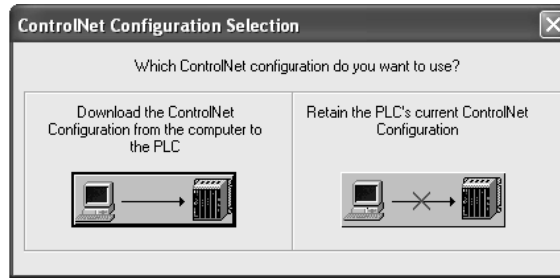 ControlNet Configuration Selection
Which ControlNet configuration do you want to use?
Download the ControlNet
Configuration from the computer to
the PLC
Retain the PLC's current ControlNet
Configuration